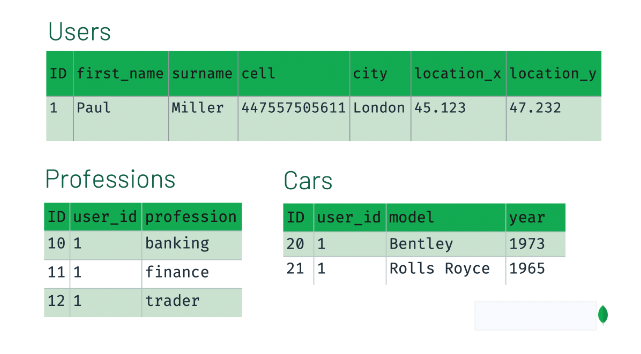 Users
ID first_name surname cell city location_x location_y
1 Paul Miller 447557505611 London 45.123 47.232
Professions
ID user_id profession
10 1 banking
11 1 finance
12 1 trader
Cars
ID user_id model year
20 1 Bentley 1973
21 1 Rolls Royce 1965